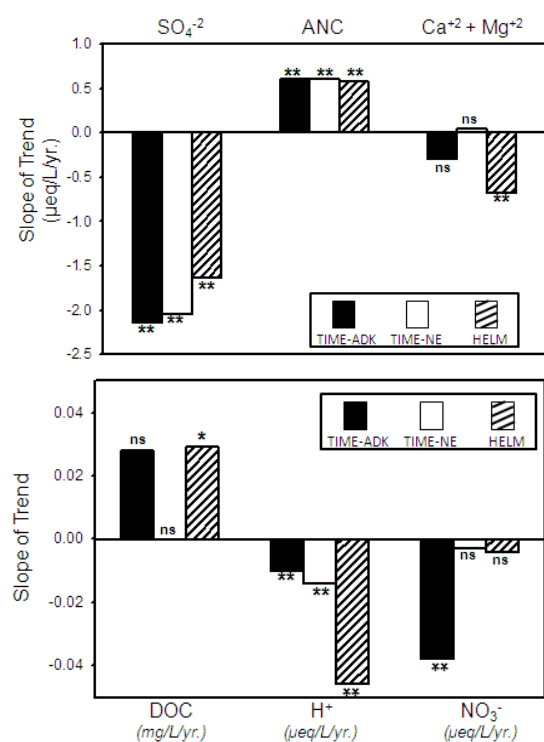 SO₄⁻² ANC Ca⁺² + Mg⁺²
1.0
0.5
0.0
-0.5
-1.0
-1.5
-2.0
-2.5
Slope of Trend
(µeq/L/yr.)
** ** **
ns
ns
**
**
**
**
TIME-ADK TIME-NE HELM
0.04
0.02
0.00
-0.02
-0.04
Slope of Trend
TIME-ADK TIME-NE HELM
ns
ns
*
**
**
**
**
ns
ns
DOC H⁺ NO₃⁻
(mg/L/yr.) (µeq/L/yr.) (µeq/L/yr.)